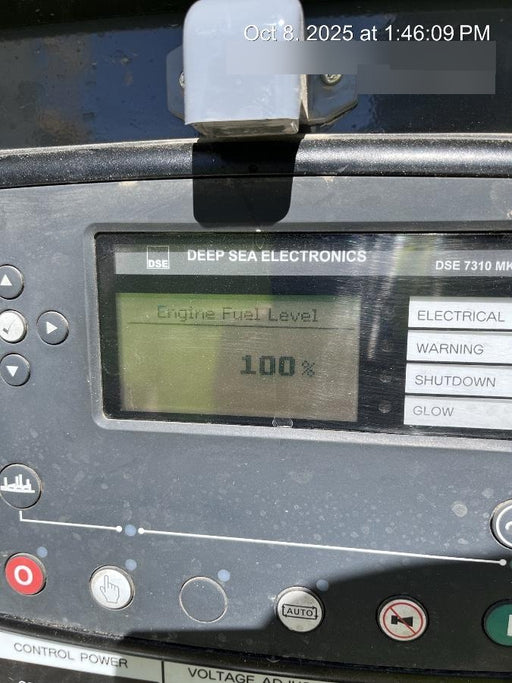 Oct 8, 2025 at 1:46:09 PM
DSE
DEEP SEA ELECTRONICS
DSE 7310 MK
Engine Fuel Level
100%
ELECTRICAL
WARNING
SHUTDOWN
GLOW
O
AUTO
CONTROL POWER
VOLTAGE